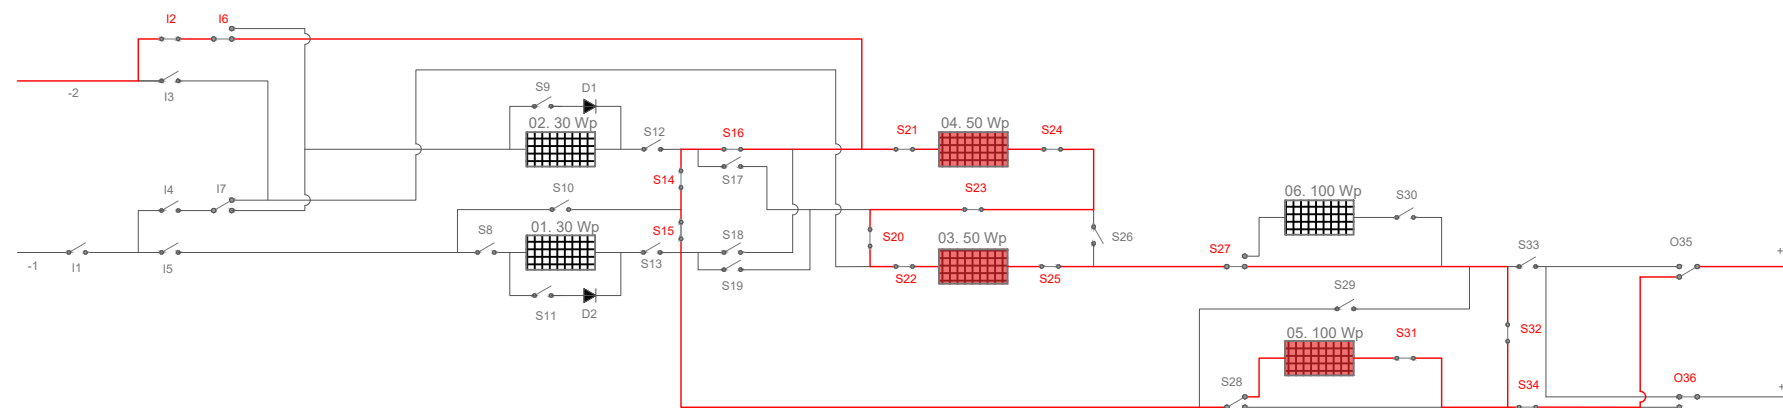 I2 I6
-2 I3
S9 D1
02. 30 Wp S12 S16 S21 04. 50 Wp S24
S17
S14
I4 I7 S10 S23 06. 100 Wp S30
S8 01. 30 Wp S15 S18 S20 03. 50 Wp S26 S27 S33 O35 +
-1 I1 I5 S13 S19 S22 S25
S11 D2 S29
05. 100 Wp S31 S32
S28 S34 O36 +